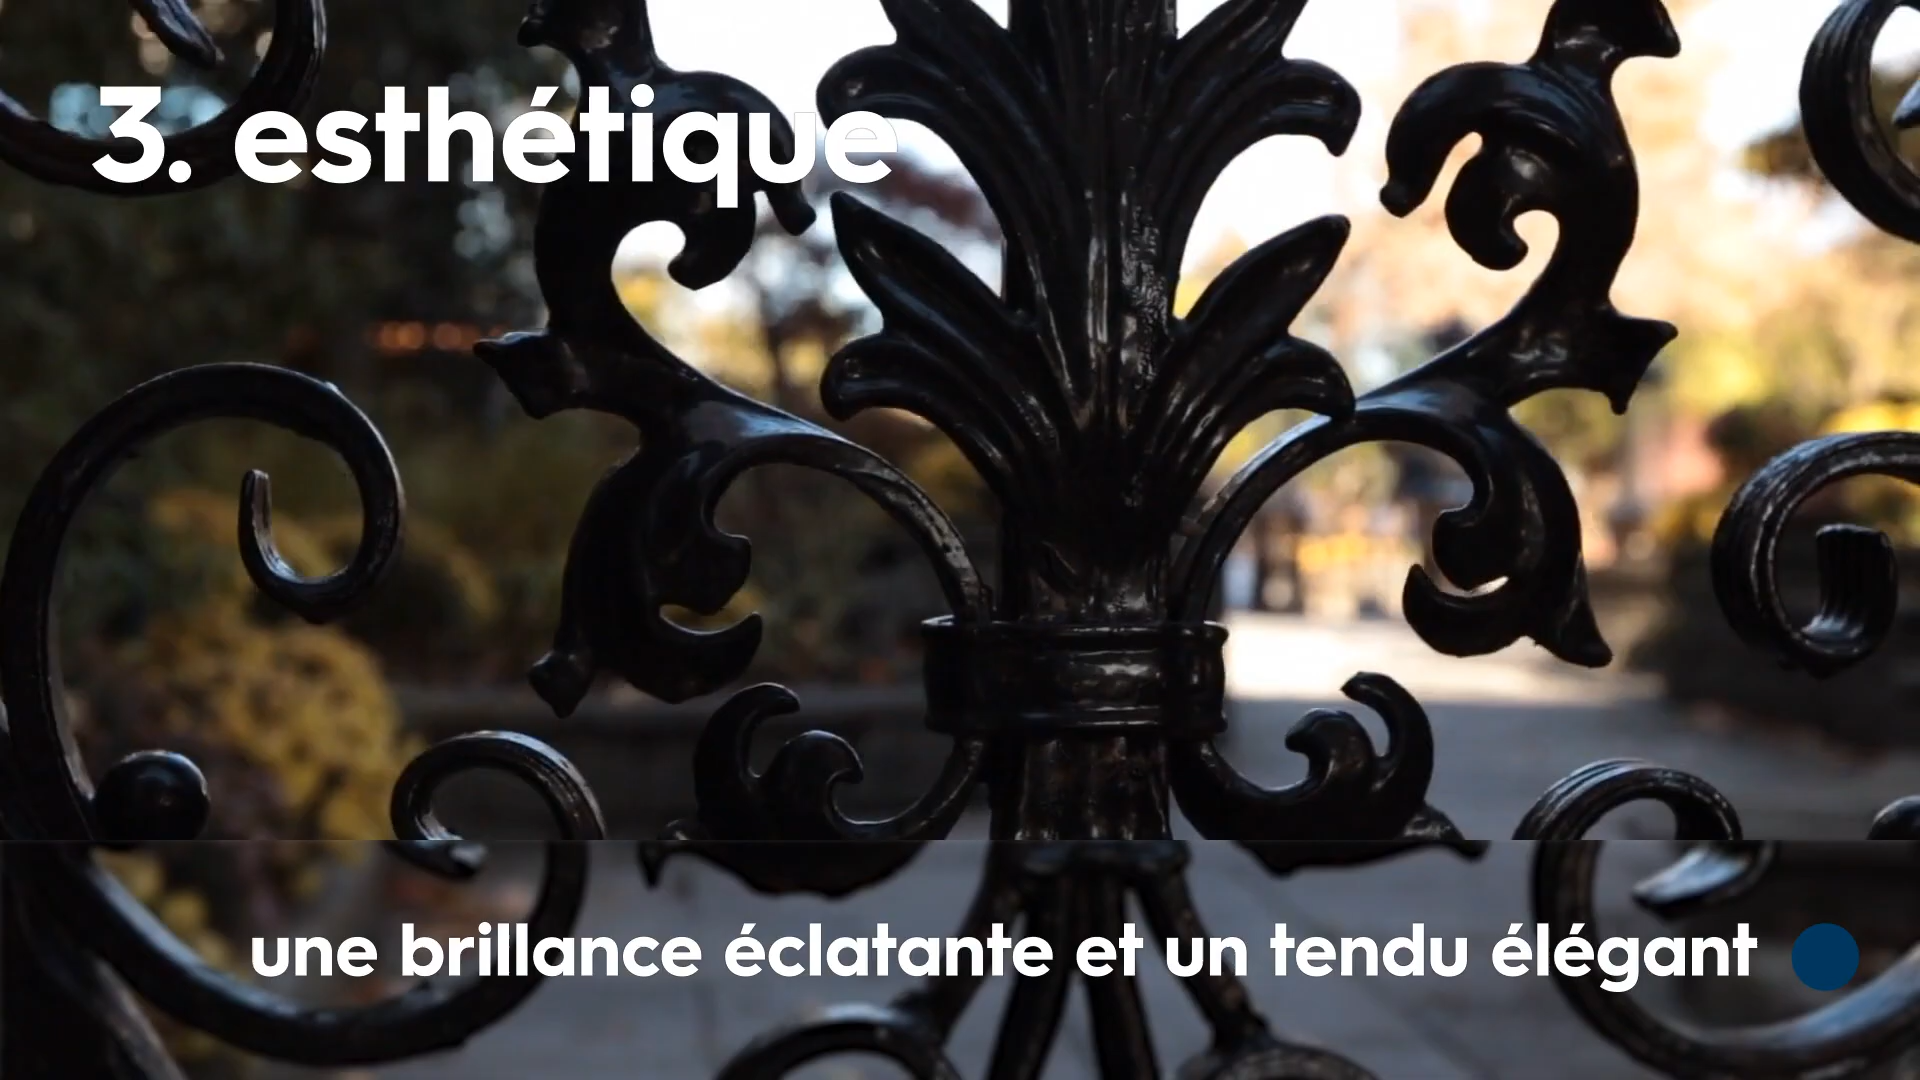 3. esthétique
une brillance éclatante et un tendu élégant